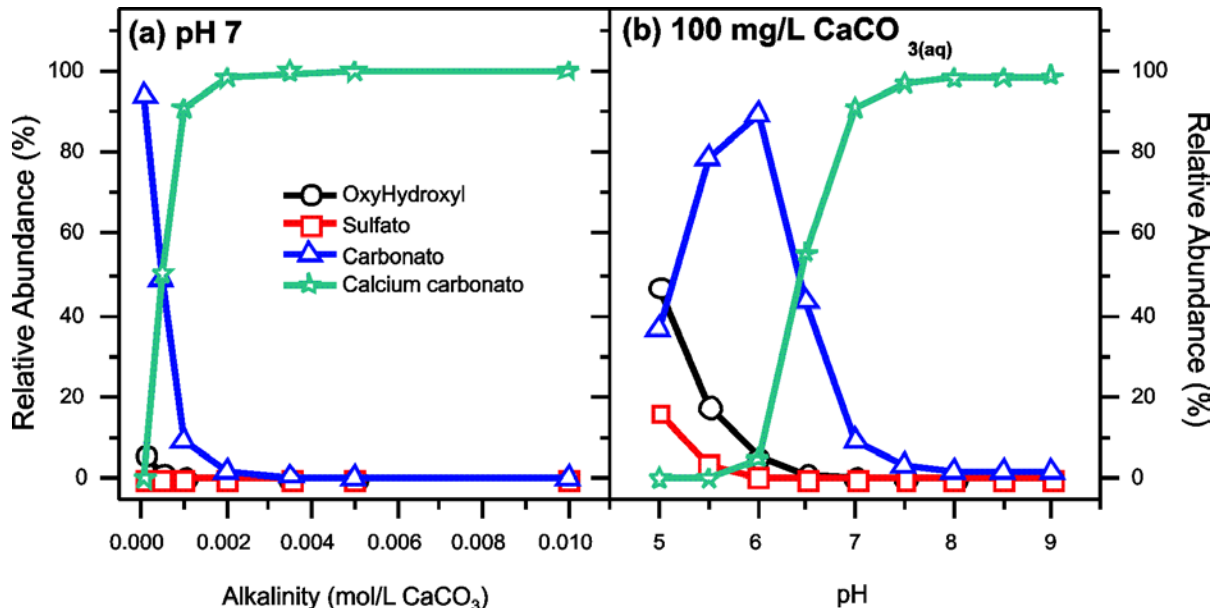 (a) pH 7
(b) 100 mg/L CaCO3(aq)
Relative Abundance (%)
100
80
60
40
20
0
OxyHydroxyl
Sulfato
Carbonato
Calcium carbonato
100
80
60
40
20
0
Relative Abundance (%)
0.000 0.002 0.004 0.006 0.008 0.010
5 6 7 8 9
Alkalinity (mol/L CaCO₃)
pH